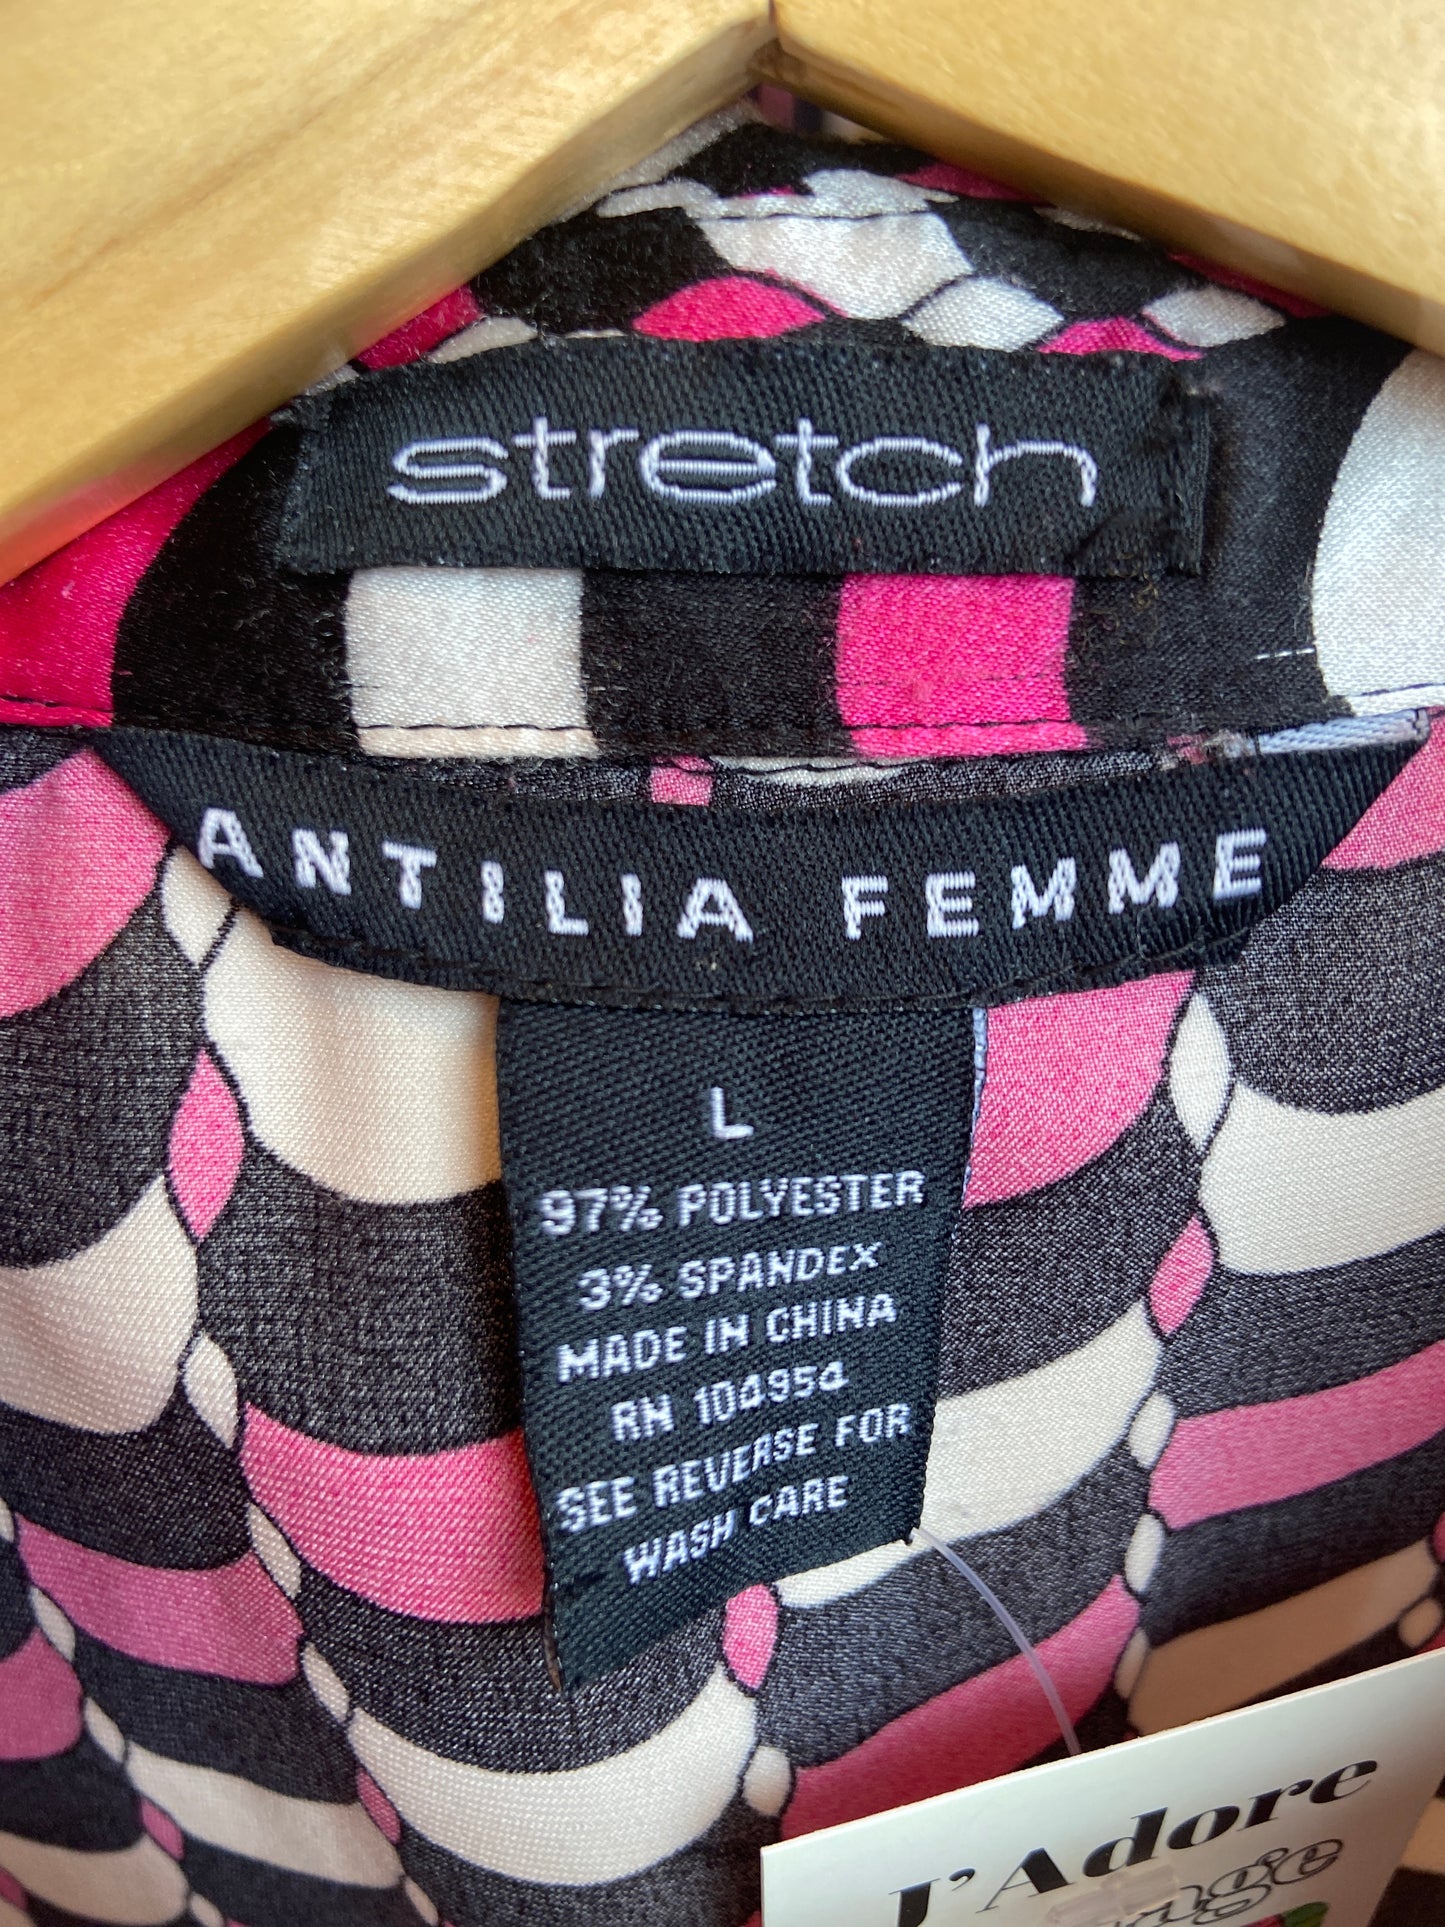 stretch
ANTILIA FEMME
L
97% POLYESTER
3% SPANDEX
MADE IN CHINA
RN 104954
SEE REVERSE FOR
WASH CARE
J'Adore